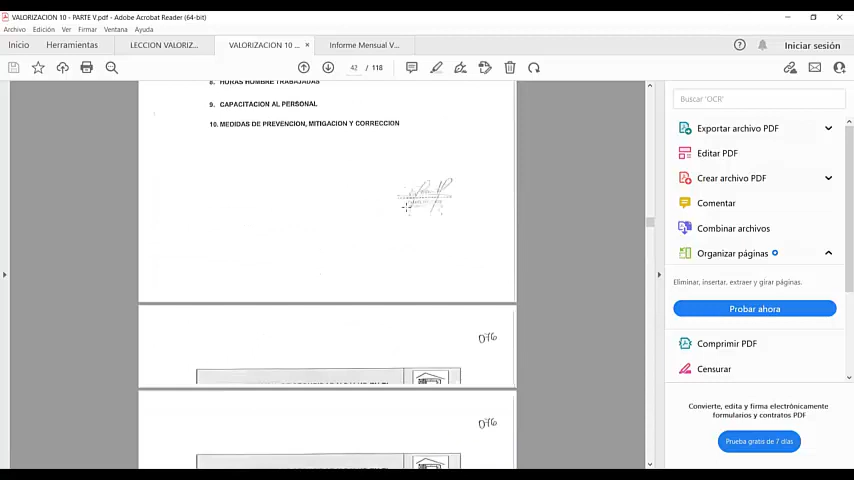 VALORIZACION 10 - PARTE V.pdf - Adobe Acrobat Reader (64-bit)
Archivo Edición Ver Firmar Ventana Ayuda
Inicio Herramientas LECCION VALORIZ... VALORIZACION 10 ... × Informe Mensual V... Iniciar sesión
42 / 118
8. HORAS HOMBRE TRABAJADAS
9. CAPACITACION AL PERSONAL
10. MEDIDAS DE PREVENCION, MITIGACION Y CORRECCION
076
076
Buscar 'OCR'
Exportar archivo PDF
Editar PDF
Crear archivo PDF
Comentar
Combinar archivos
Organizar páginas
Eliminar, insertar, extraer y girar páginas.
Probar ahora
Comprimir PDF
Censurar
Convierte, edita y firma electrónicamente
formularios y contratos PDF
Prueba gratis de 7 días